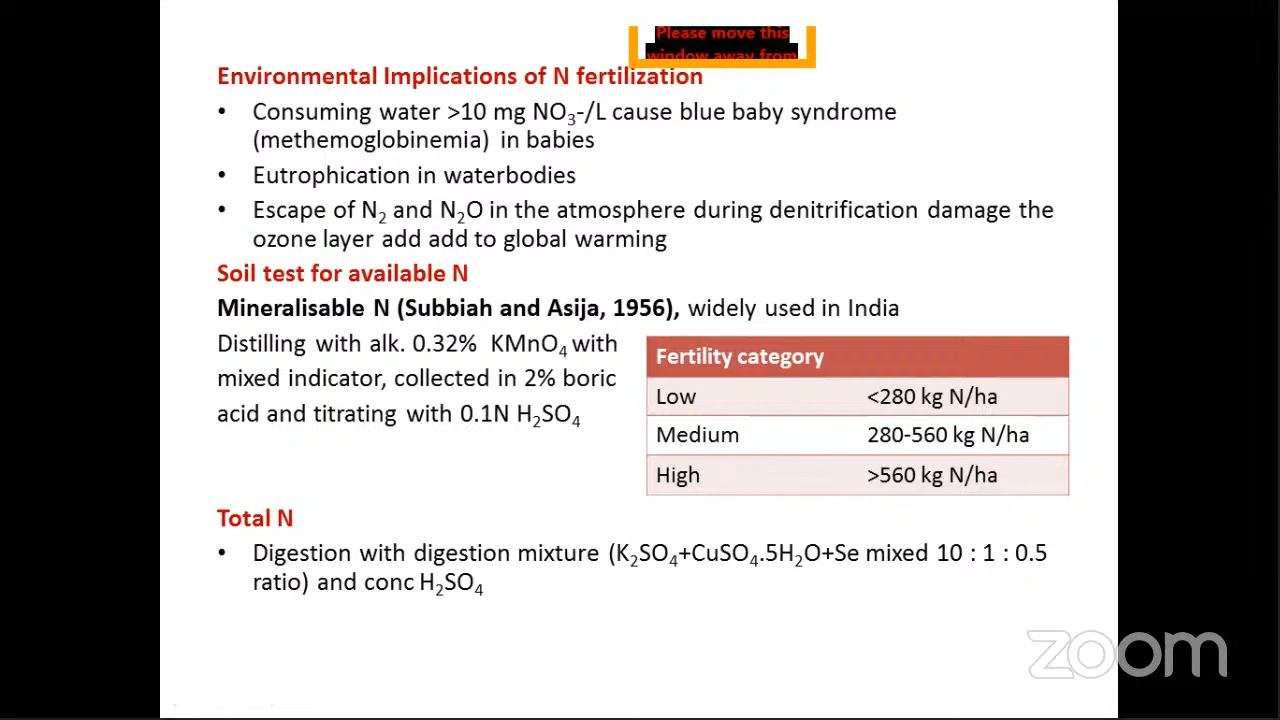 Please move this
window away from
Environmental Implications of N fertilization
• Consuming water >10 mg NO₃-/L cause blue baby syndrome
(methemoglobinemia) in babies
• Eutrophication in waterbodies
• Escape of N₂ and N₂O in the atmosphere during denitrification damage the
ozone layer add add to global warming
Soil test for available N
Mineralisable N (Subbiah and Asija, 1956), widely used in India
Distilling with alk. 0.32% KMnO₄ with
mixed indicator, collected in 2% boric
acid and titrating with 0.1N H₂SO₄
Fertility category
Low <280 kg N/ha
Medium 280-560 kg N/ha
High >560 kg N/ha
Total N
• Digestion with digestion mixture (K₂SO₄+CuSO₄.5H₂O+Se mixed 10 : 1 : 0.5
ratio) and conc H₂SO₄
zoom